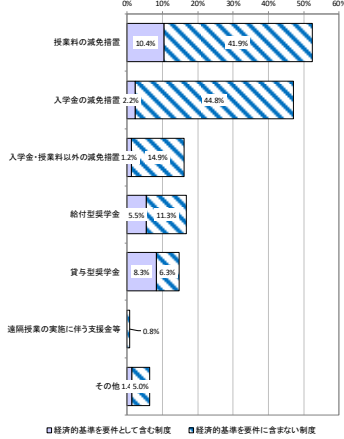 0% 10% 20% 30% 40% 50% 60%
授業料の減免措置 10.4% 41.9%
入学金の減免措置 2.2% 44.8%
入学金・授業料以外の減免措置 1.2% 14.9%
給付型奨学金 5.5% 11.3%
貸与型奨学金 8.3% 6.3%
遠隔授業の実施に伴う支援金等 0.8%
その他 1.4 5.0%
経済的基準を要件として含む制度 経済的基準を要件に含まない制度